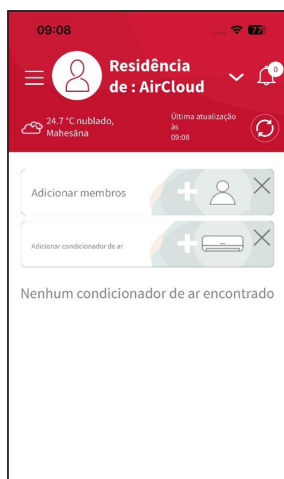 09:08
77
Residência
de : AirCloud
0
24.7 °C nublado,
Mahesāna
Última atualização
às
09:08
Adicionar membros
Adicionar condicionador de ar
Nenhum condicionador de ar encontrado